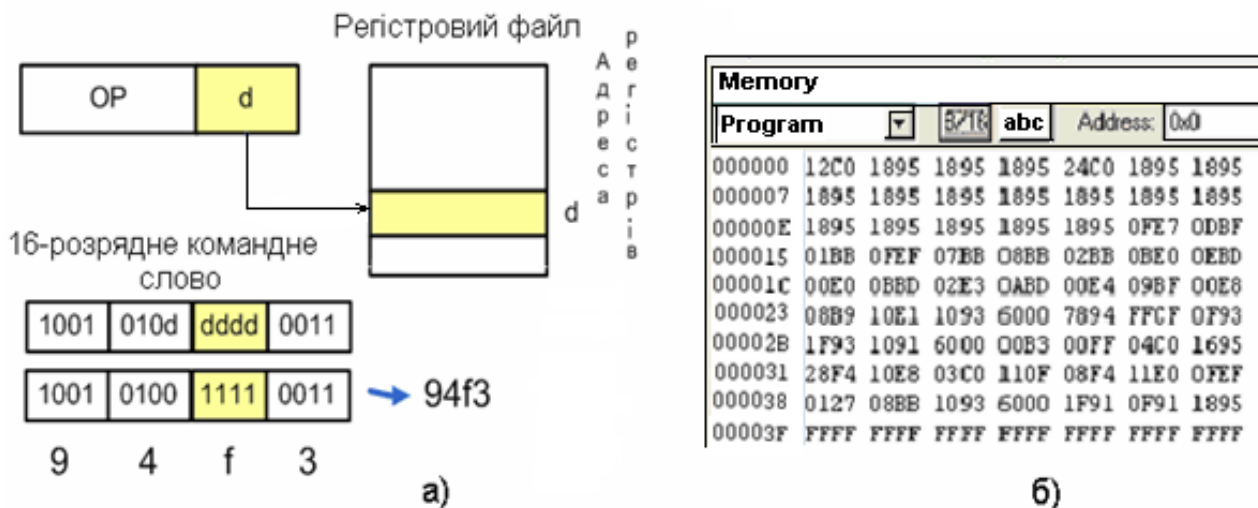 Регістровий файл
Адреса
регістрів
OP d
d
16-розрядне командне
слово
1001 010d dddd 0011
1001 0100 1111 0011 94f3
9 4 f 3
а)
Memory
Program 8/16 abc Address: 0x0
000000 12C0 1895 1895 1895 24C0 1895 1895
000007 1895 1895 1895 1895 1895 1895 1895
00000E 1895 1895 1895 1895 1895 0FE7 0DBF
000015 01BB 0FEF 07BB 08BB 02BB 0BE0 0EBD
00001C 00E0 0BBD 02E3 0ABD 00E4 09BF 00E8
000023 08B9 10E1 1093 6000 7894 FFCF 0F93
00002B 1F93 1091 6000 00B3 00FF 04C0 1695
000031 28F4 10E8 03C0 110F 08F4 11E0 0FEF
000038 0127 08BB 1093 6000 1F91 0F91 1895
00003F FFFF FFFF FFFF FFFF FFFF FFFF FFFF
б)